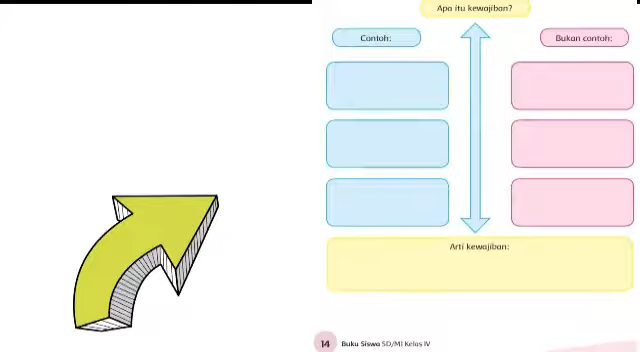 Apa itu kewajiban?
Contoh:
Bukan contoh:
Arti kewajiban:
14 Buku Siswa SD/MI Kelas IV